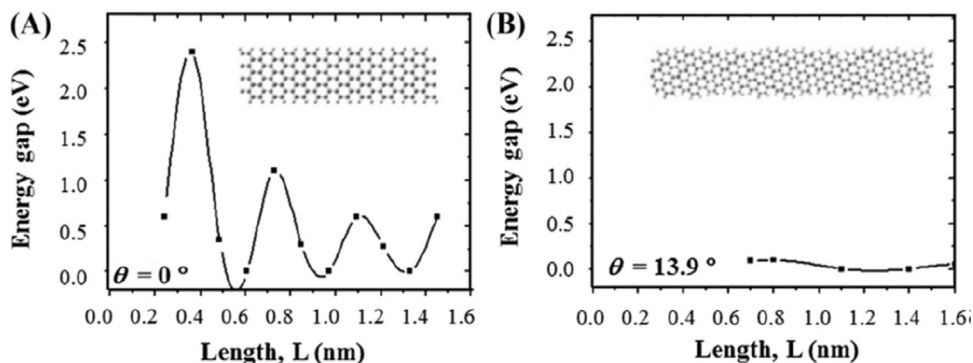 (A)
Energy gap (eV)
2.5
2.0
1.5
1.0
0.5
0.0
θ = 0 °
0.0 0.2 0.4 0.6 0.8 1.0 1.2 1.4 1.6
Length, L (nm)
(B)
Energy gap (eV)
2.5
2.0
1.5
1.0
0.5
0.0
θ = 13.9 °
0.0 0.2 0.4 0.6 0.8 1.0 1.2 1.4 1.6
Length, L (nm)